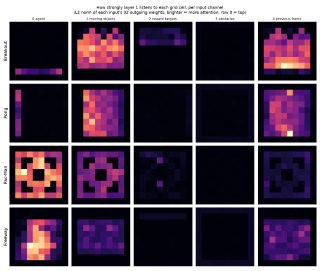 How strongly layer 1 listens to each grid cell, per input channel
(L2 norm of each input's 32 outgoing weights; brighter = more attention, row 0 = top)
0 agent
1 moving objects
2 reward targets
3 obstacles
4 previous frame
Breakout
Pong
Pac-Man
Freeway